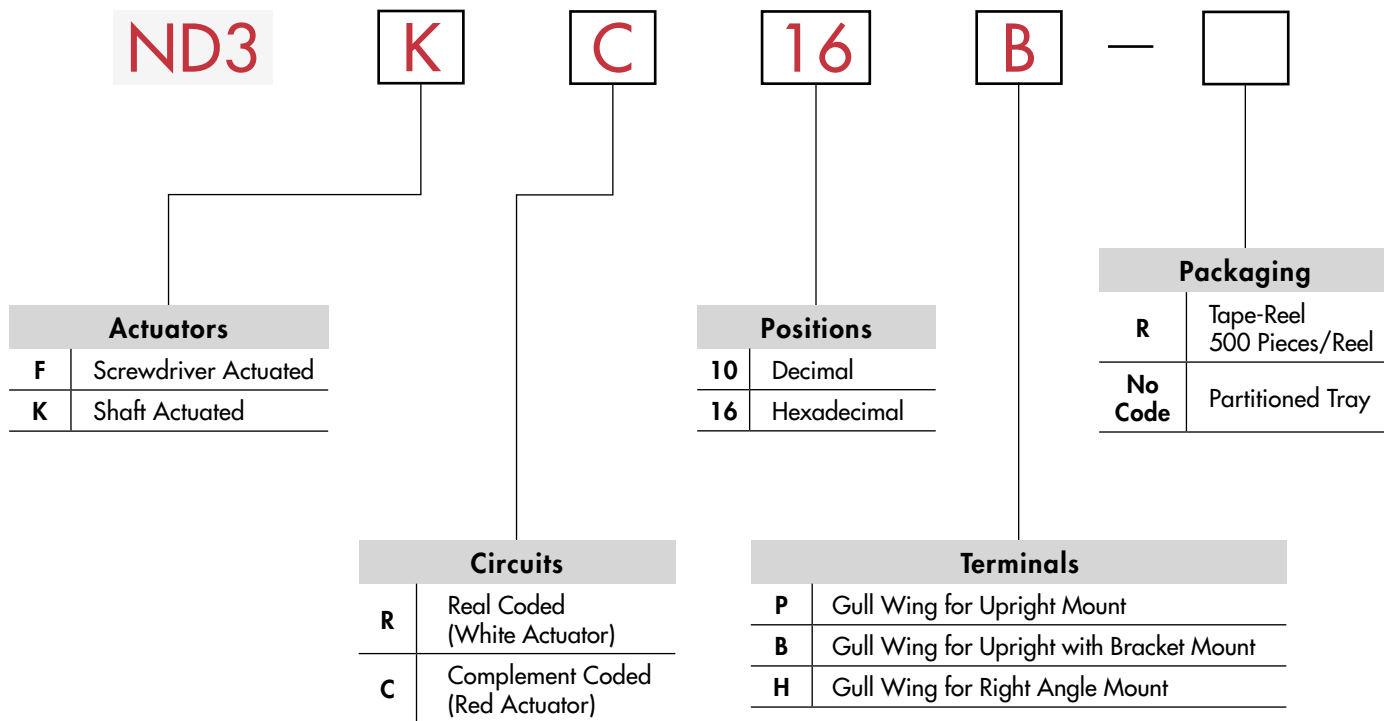 ND3 K C 16 B —
Packaging
R Tape-Reel
500 Pieces/Reel
No
Code Partitioned Tray
Actuators
F Screwdriver Actuated
K Shaft Actuated
Positions
10 Decimal
16 Hexadecimal
Circuits
R Real Coded
(White Actuator)
C Complement Coded
(Red Actuator)
Terminals
P Gull Wing for Upright Mount
B Gull Wing for Upright with Bracket Mount
H Gull Wing for Right Angle Mount